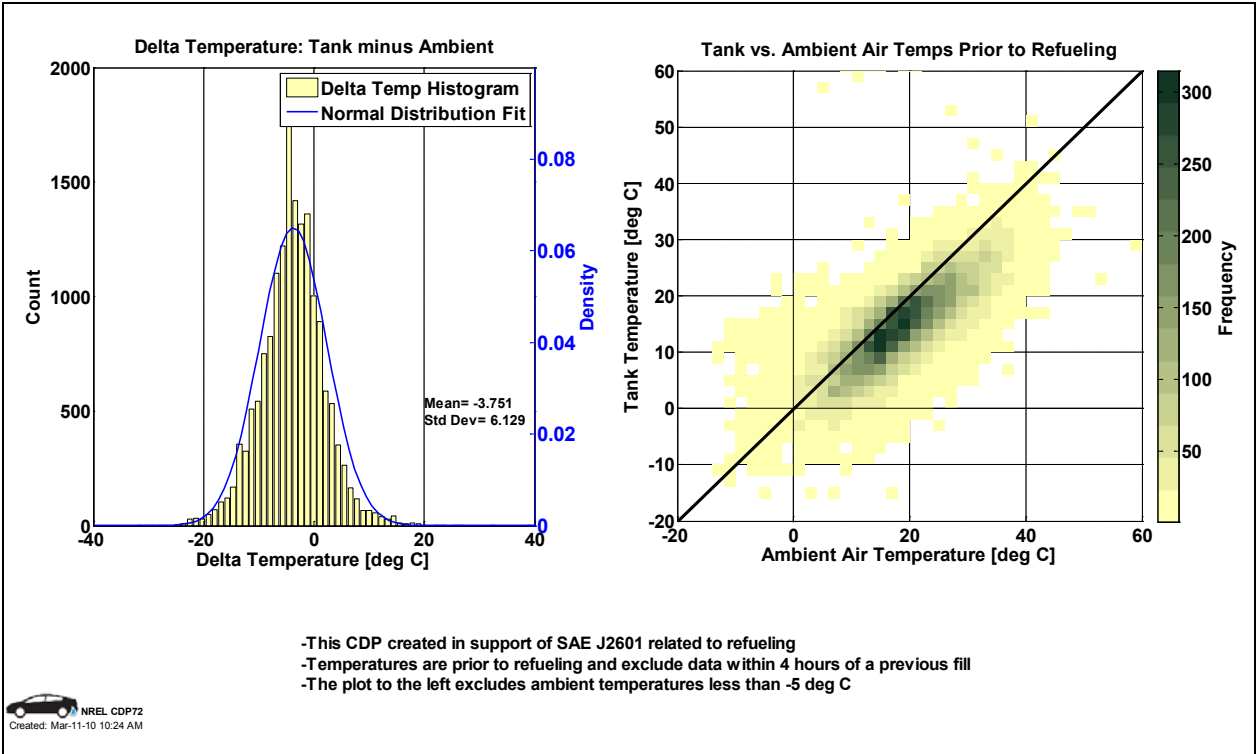 Delta Temperature: Tank minus Ambient
2000
1500
1000
500
0
-40
-20
0
20
40
Count
Delta Temperature [deg C]
Delta Temp Histogram
Normal Distribution Fit
0.08
0.06
0.04
0.02
0
Density
Mean= -3.751
Std Dev= 6.129
Tank vs. Ambient Air Temps Prior to Refueling
60
50
40
30
20
10
0
-10
-20
-20
0
20
40
60
Tank Temperature [deg C]
Ambient Air Temperature [deg C]
300
250
200
150
100
50
Frequency
-This CDP created in support of SAE J2601 related to refueling
-Temperatures are prior to refueling and exclude data within 4 hours of a previous fill
-The plot to the left excludes ambient temperatures less than -5 deg C
NREL CDP72
Created: Mar-11-10 10:24 AM